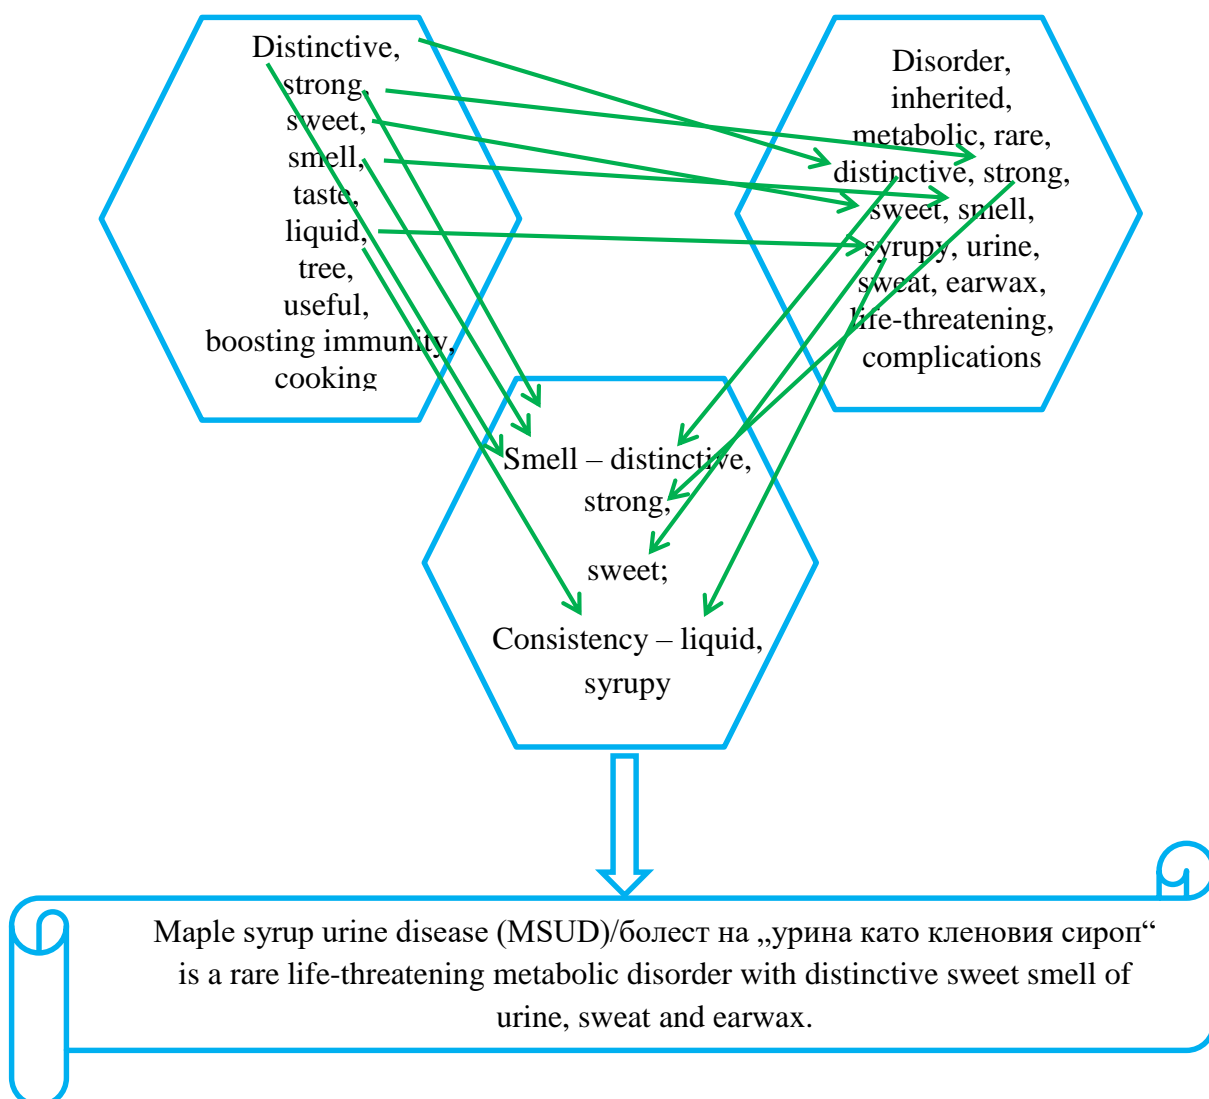 Distinctive,
strong,
sweet,
smell,
taste,
liquid,
tree,
useful,
boosting immunity,
cooking
Disorder,
inherited,
metabolic, rare,
distinctive, strong,
sweet, smell,
syrupy, urine,
sweat, earwax,
life-threatening,
complications
Smell – distinctive,
strong,
sweet;
Consistency – liquid,
syrupy
Maple syrup urine disease (MSUD)/болест на „урина като кленовия сироп“
is a rare life-threatening metabolic disorder with distinctive sweet smell of
urine, sweat and earwax.